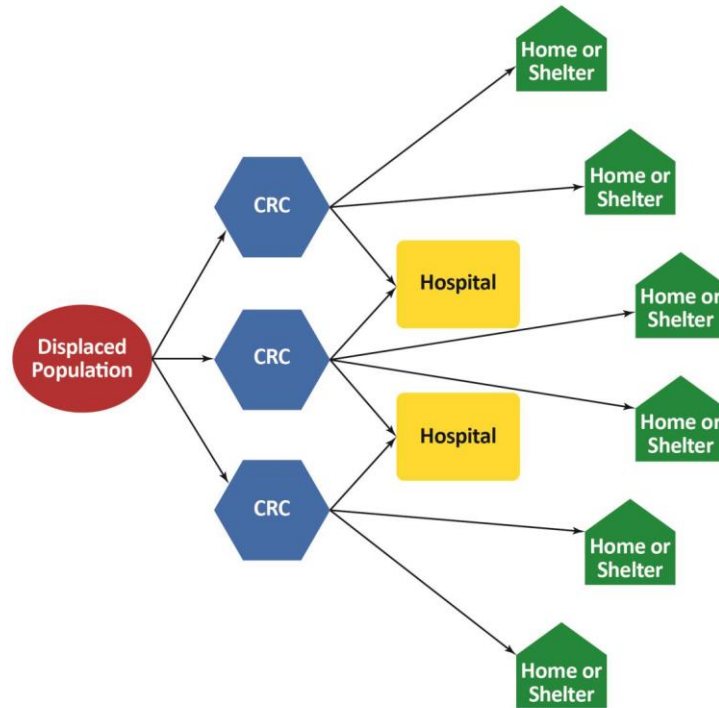 Home or
Shelter
Home or
Shelter
CRC
Hospital
Home or
Shelter
Displaced
Population
CRC
Home or
Shelter
Hospital
CRC
Home or
Shelter
Home or
Shelter